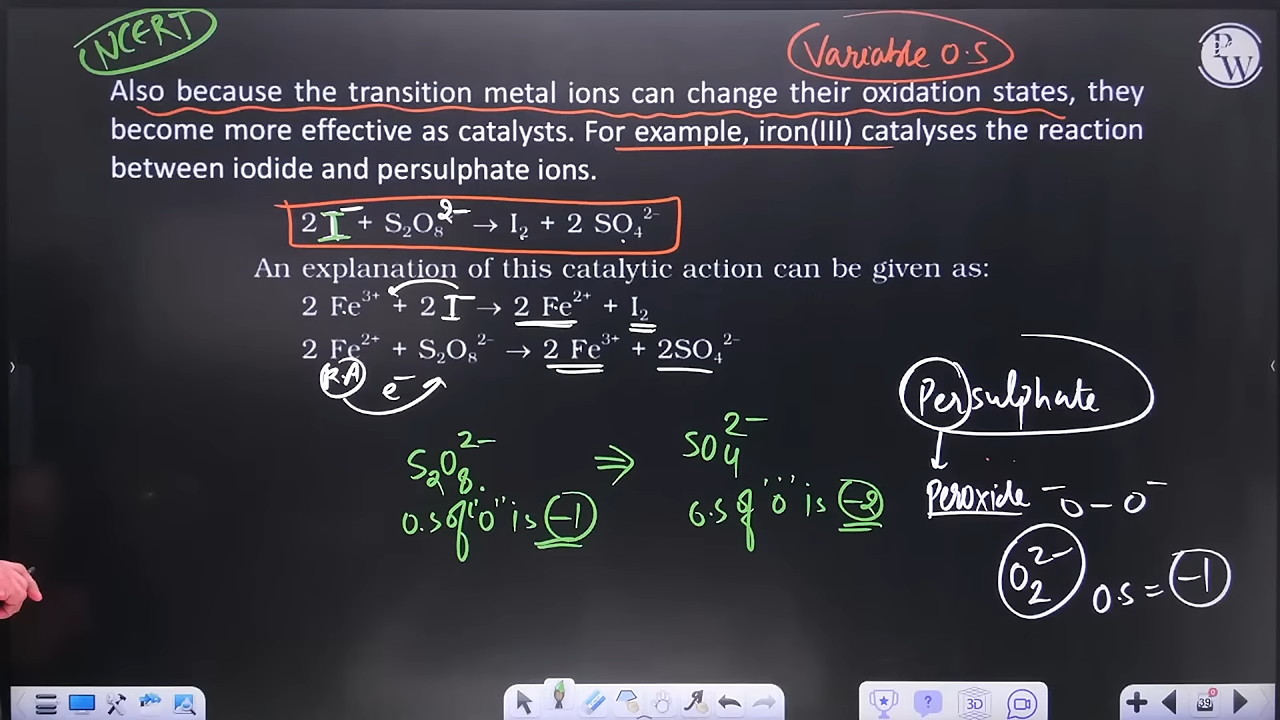 NCERT
Variable O.S
PW
Also because the transition metal ions can change their oxidation states, they
become more effective as catalysts. For example, iron(III) catalyses the reaction
between iodide and persulphate ions.
2 I⁻ + S₂O₈²⁻ → I₂ + 2 SO₄²⁻
An explanation of this catalytic action can be given as:
2 Fe³⁺ + 2 I⁻ → 2 Fe²⁺ + I₂
2 Fe²⁺ + S₂O₈²⁻ → 2 Fe³⁺ + 2SO₄²⁻
R.A e⁻
Persulphate
S₂O₈²⁻ ⇒ SO₄²⁻
Peroxide ⁻O–O⁻
O.S of "O" is -1
O.S of "O" is -2
O₂²⁻ O.S = -1
3D
39